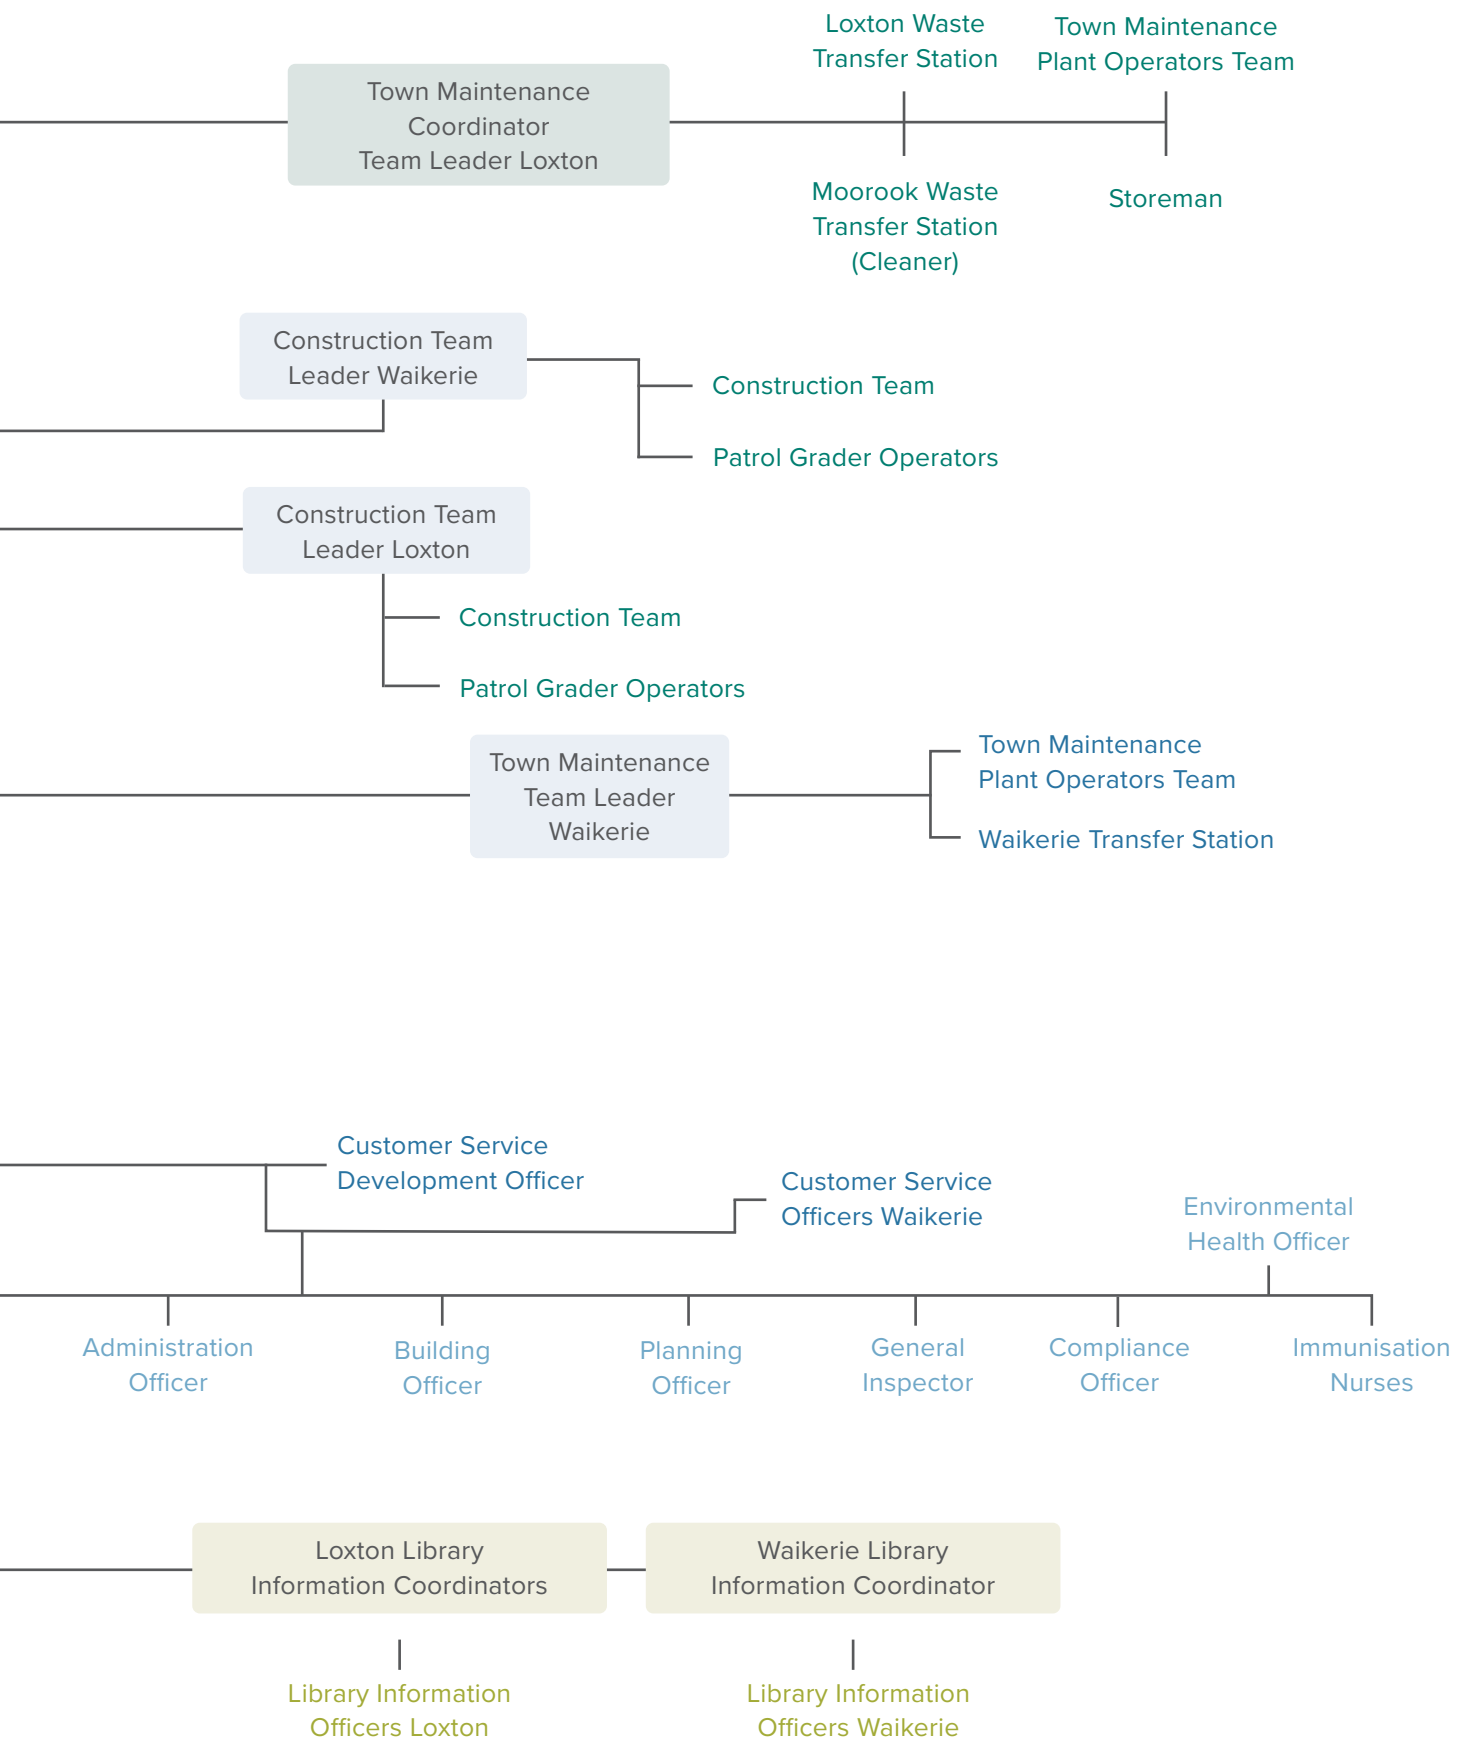 Loxton Waste
Transfer Station
Town Maintenance
Plant Operators Team
Town Maintenance
Coordinator
Team Leader Loxton
Moorook Waste
Transfer Station
(Cleaner)
Storeman
Construction Team
Leader Waikerie
Construction Team
Patrol Grader Operators
Construction Team
Leader Loxton
Construction Team
Patrol Grader Operators
Town Maintenance
Team Leader
Waikerie
Town Maintenance
Plant Operators Team
Waikerie Transfer Station
Customer Service
Development Officer
Customer Service
Officers Waikerie
Environmental
Health Officer
Administration
Officer
Building
Officer
Planning
Officer
General
Inspector
Compliance
Officer
Immunisation
Nurses
Loxton Library
Information Coordinators
Waikerie Library
Information Coordinator
Library Information
Officers Loxton
Library Information
Officers Waikerie